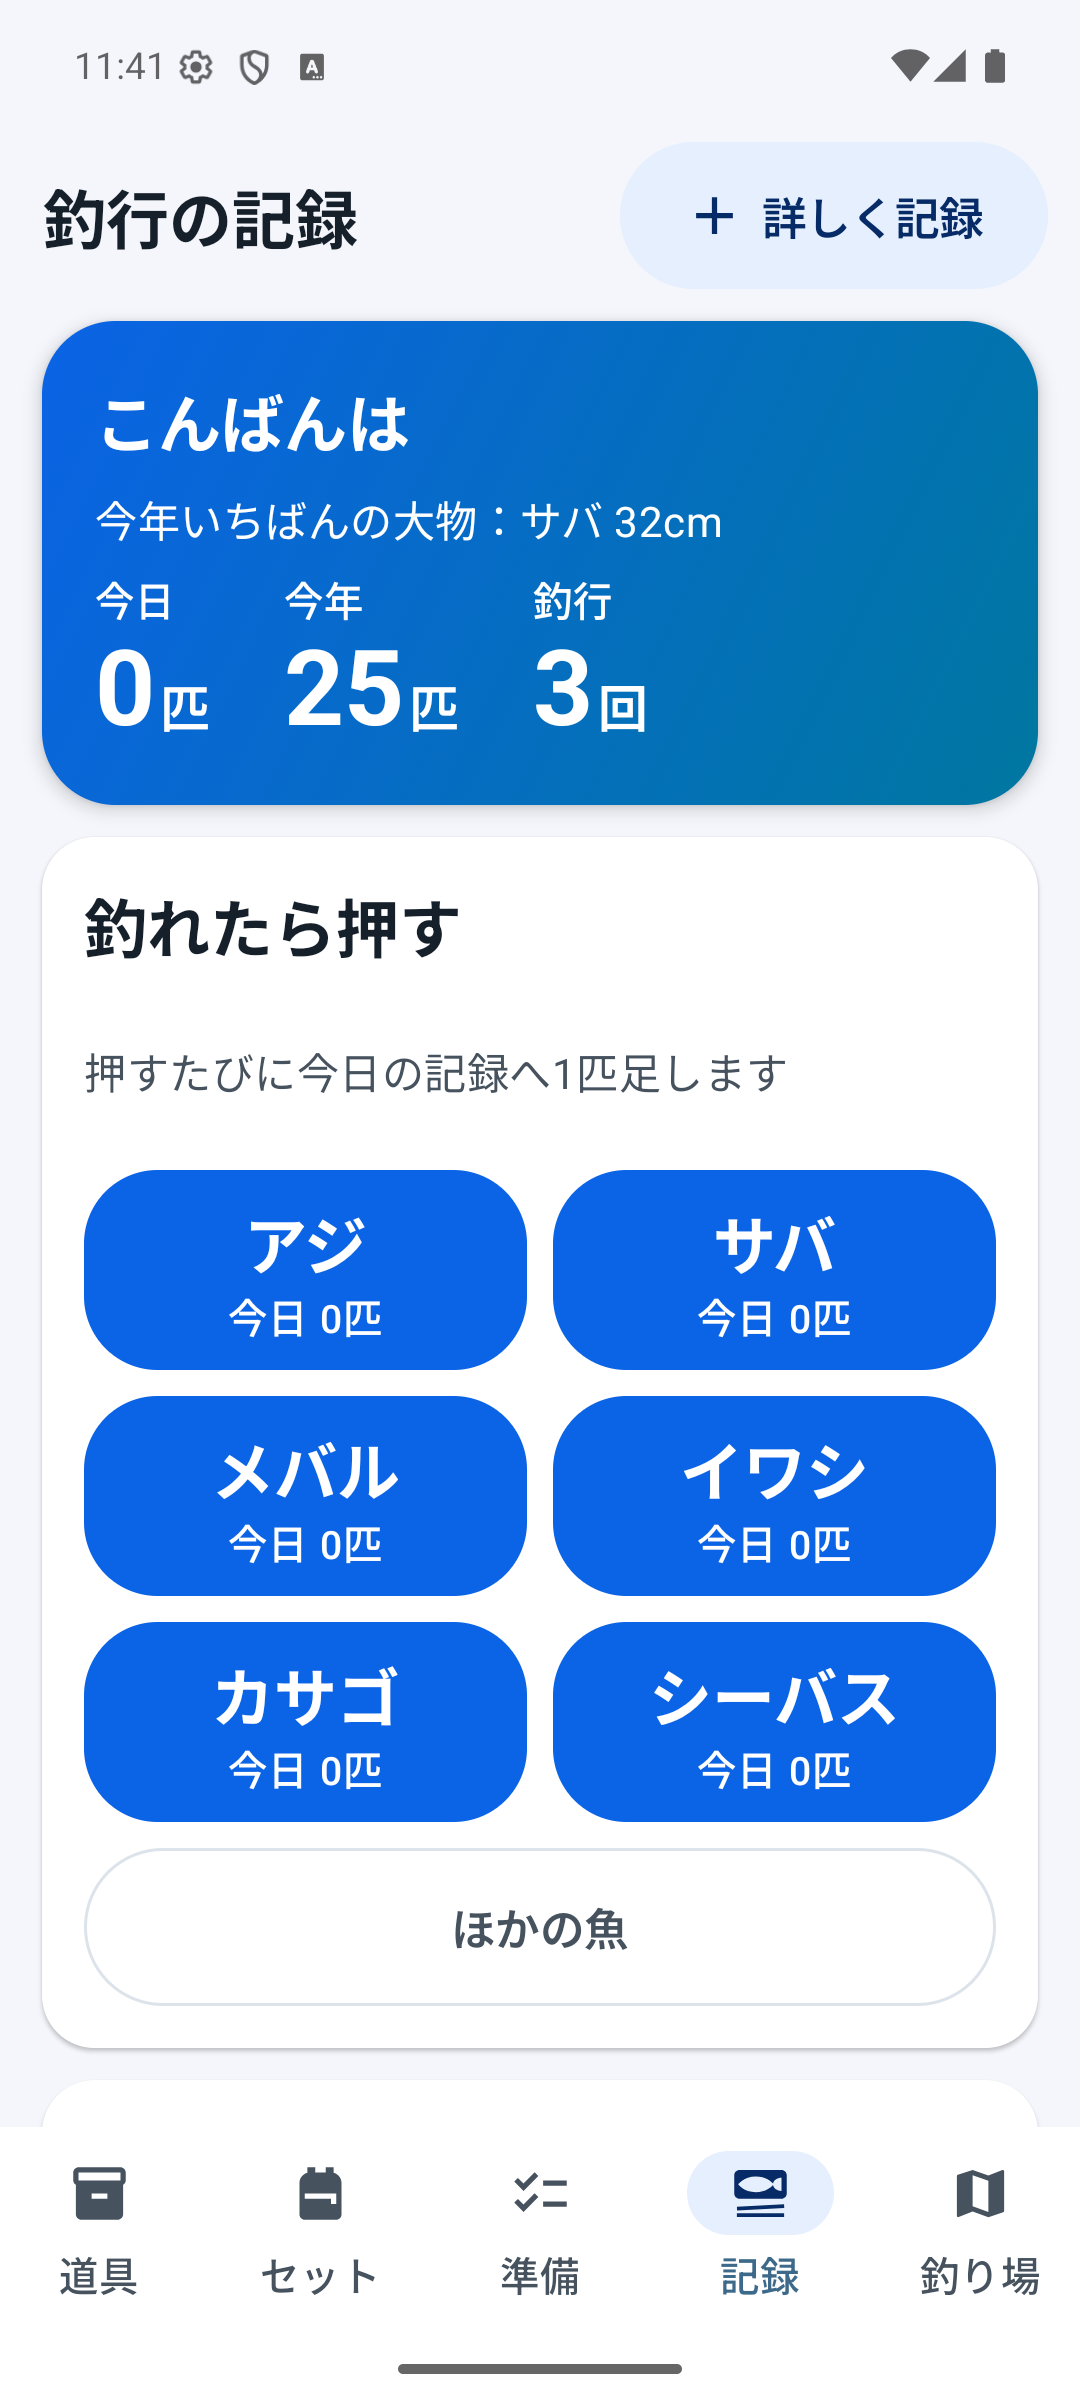 11:41
釣行の記録
+ 詳しく記録
こんばんは
今年いちばんの大物：サバ 32cm
今日 今年 釣行
0匹 25匹 3回
釣れたら押す
押すたびに今日の記録へ1匹足します
アジ サバ
今日 0匹 今日 0匹
メバル イワシ
今日 0匹 今日 0匹
カサゴ シーバス
今日 0匹 今日 0匹
ほかの魚
道具 セット 準備 記録 釣り場